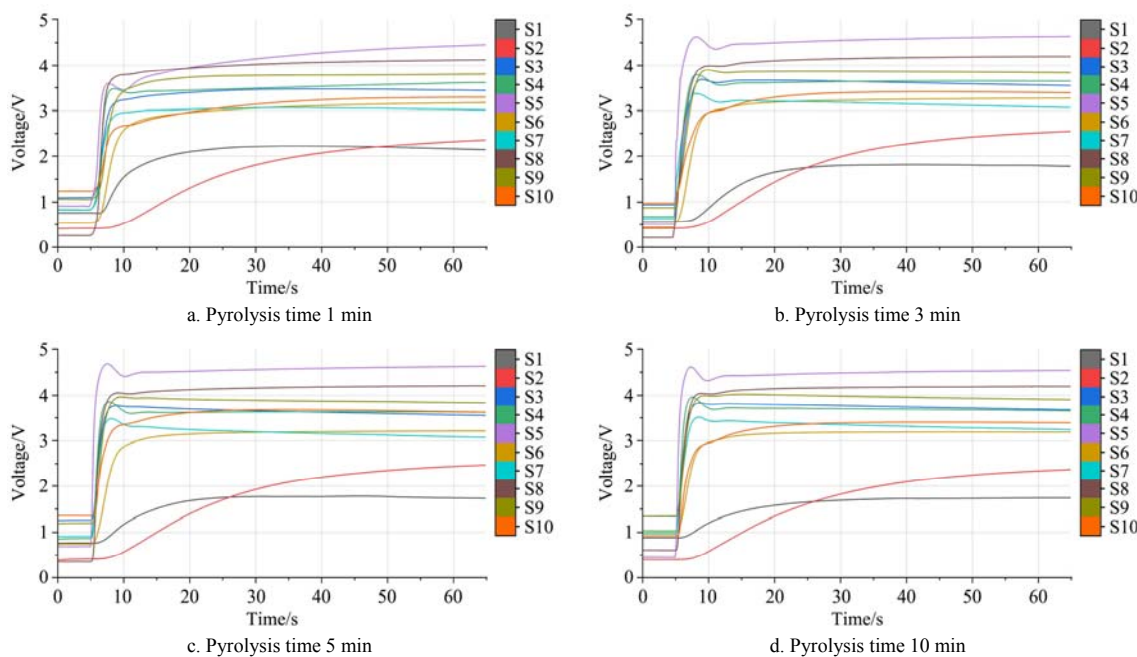 5
4
3
2
1
0
Voltage/V
0 10 20 30 40 50 60
Time/s
S1
S2
S3
S4
S5
S6
S7
S8
S9
S10
a. Pyrolysis time 1 min
5
4
3
2
1
0
Voltage/V
0 10 20 30 40 50 60
Time/s
S1
S2
S3
S4
S5
S6
S7
S8
S9
S10
b. Pyrolysis time 3 min
5
4
3
2
1
0
Voltage/V
0 10 20 30 40 50 60
Time/s
S1
S2
S3
S4
S5
S6
S7
S8
S9
S10
c. Pyrolysis time 5 min
5
4
3
2
1
0
Voltage/V
0 10 20 30 40 50 60
Time/s
S1
S2
S3
S4
S5
S6
S7
S8
S9
S10
d. Pyrolysis time 10 min